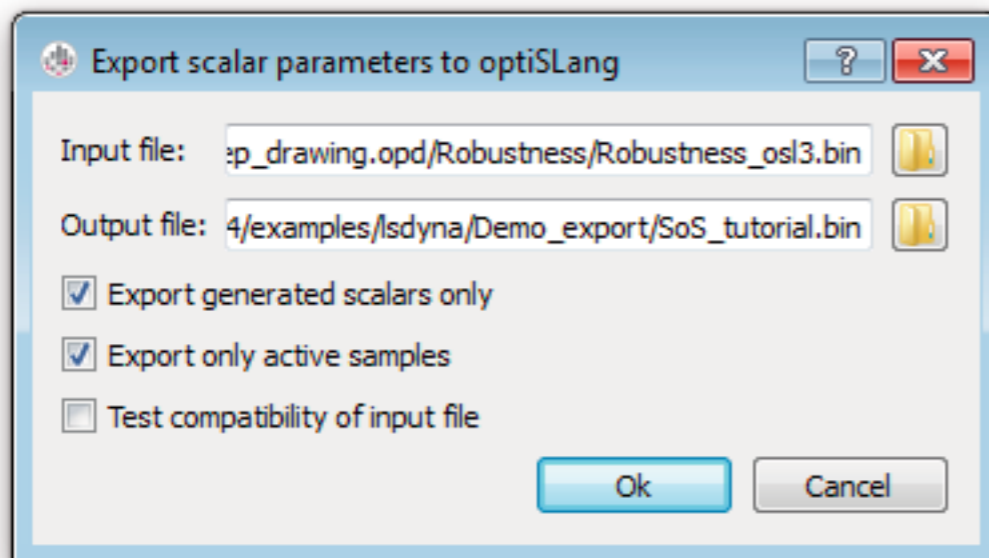 Export scalar parameters to optiSLang
?
Input file: ep_drawing.opd/Robustness/Robustness_osl3.bin
Output file: 4/examples/lsdyna/Demo_export/SoS_tutorial.bin
Export generated scalars only
Export only active samples
Test compatibility of input file
Ok Cancel